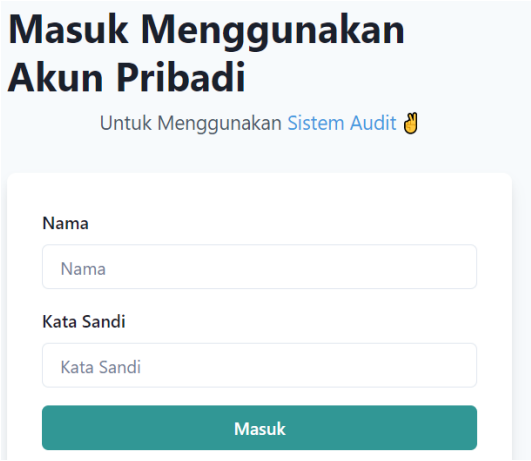 Masuk Menggunakan
Akun Pribadi
Untuk Menggunakan Sistem Audit ✌
Nama
Nama
Kata Sandi
Kata Sandi
Masuk